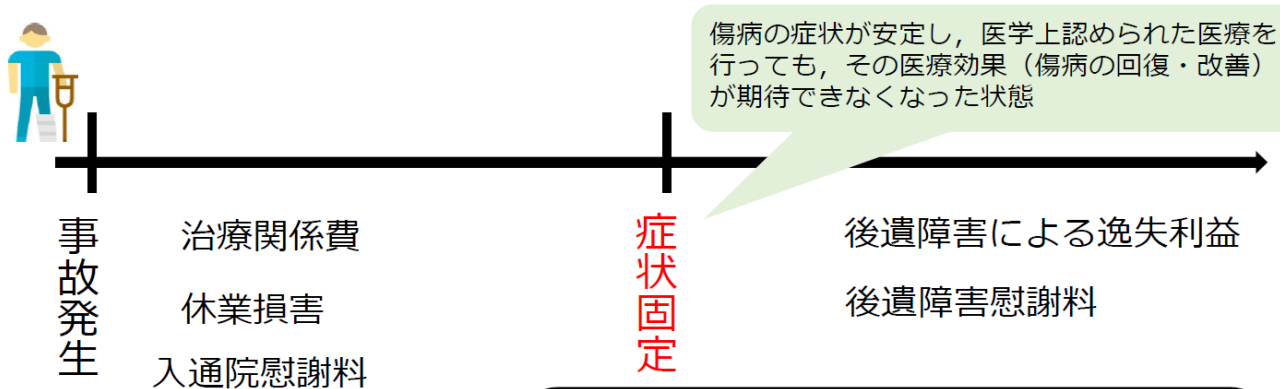 傷病の症状が安定し，医学上認められた医療を
行っても，その医療効果（傷病の回復・改善）
が期待できなくなった状態
事故発生
治療関係費
休業損害
入通院慰謝料
症状固定
後遺障害による逸失利益
後遺障害慰謝料